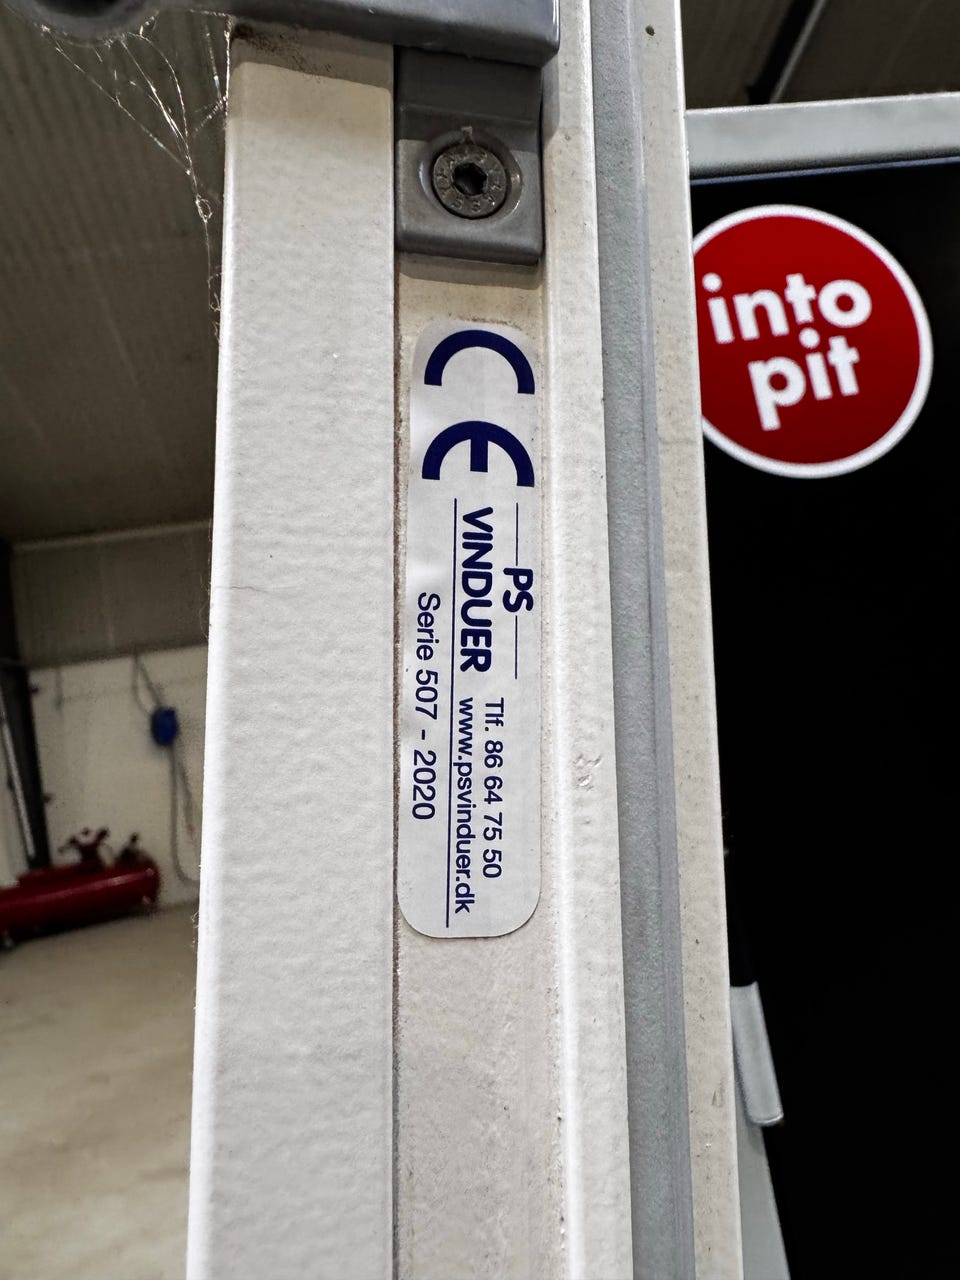 CE
PS
VINDUER
Tlf. 86 64 75 50
www.psvinduer.dk
Serie 507 - 2020
into
pit